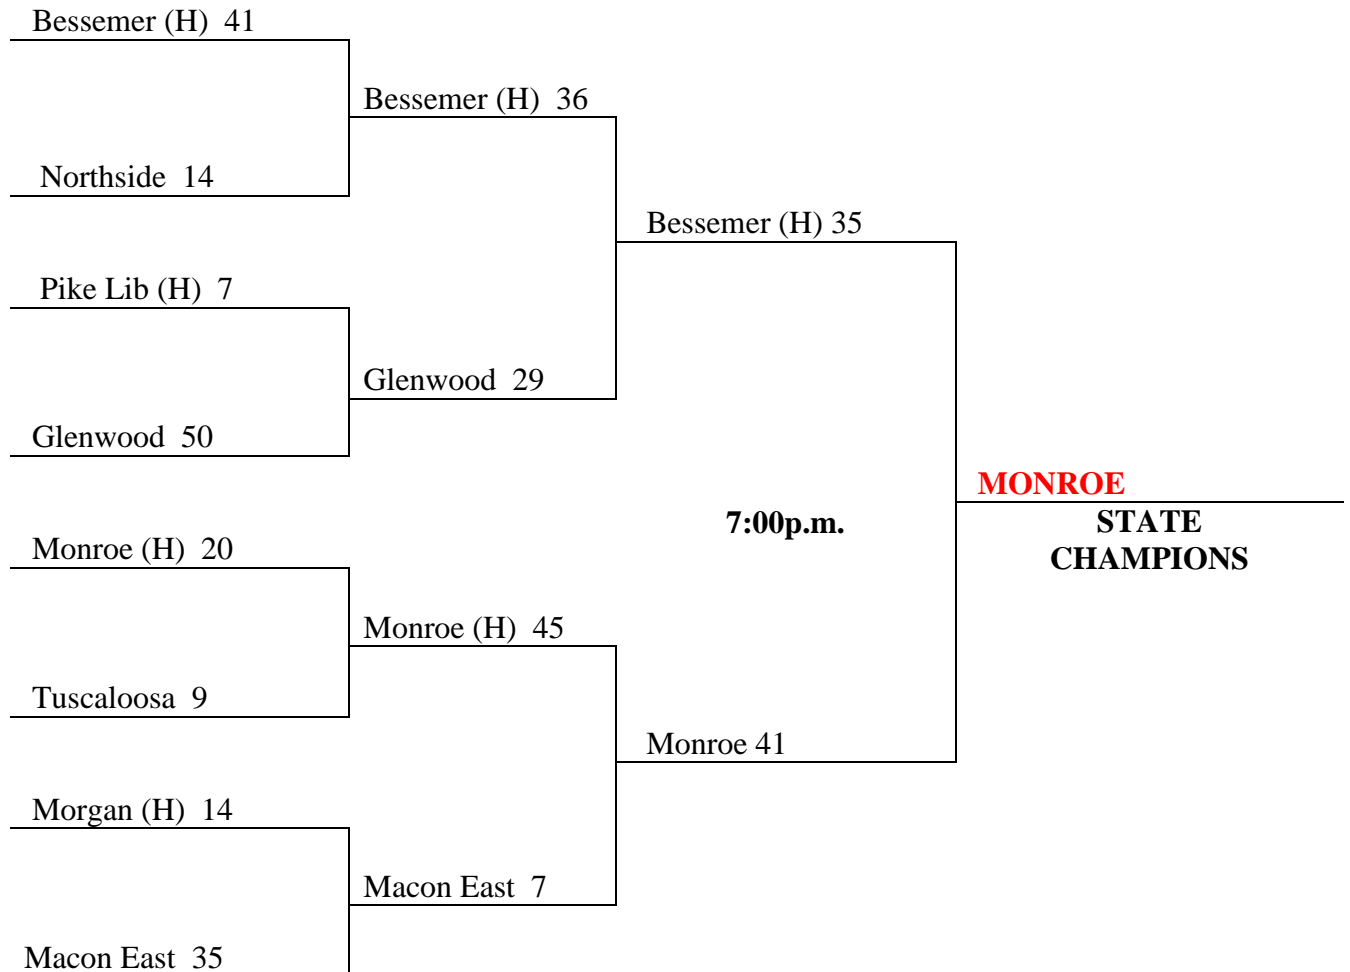 Bessemer (H)  41
Bessemer (H)  36
Northside  14
Bessemer (H) 35
Pike Lib (H)  7
Glenwood  29
Glenwood  50
MONROE
7:00p.m.
STATE
CHAMPIONS
Monroe (H)  20
Monroe (H)  45
Tuscaloosa  9
Monroe 41
Morgan (H)  14
Macon East  7
Macon East  35